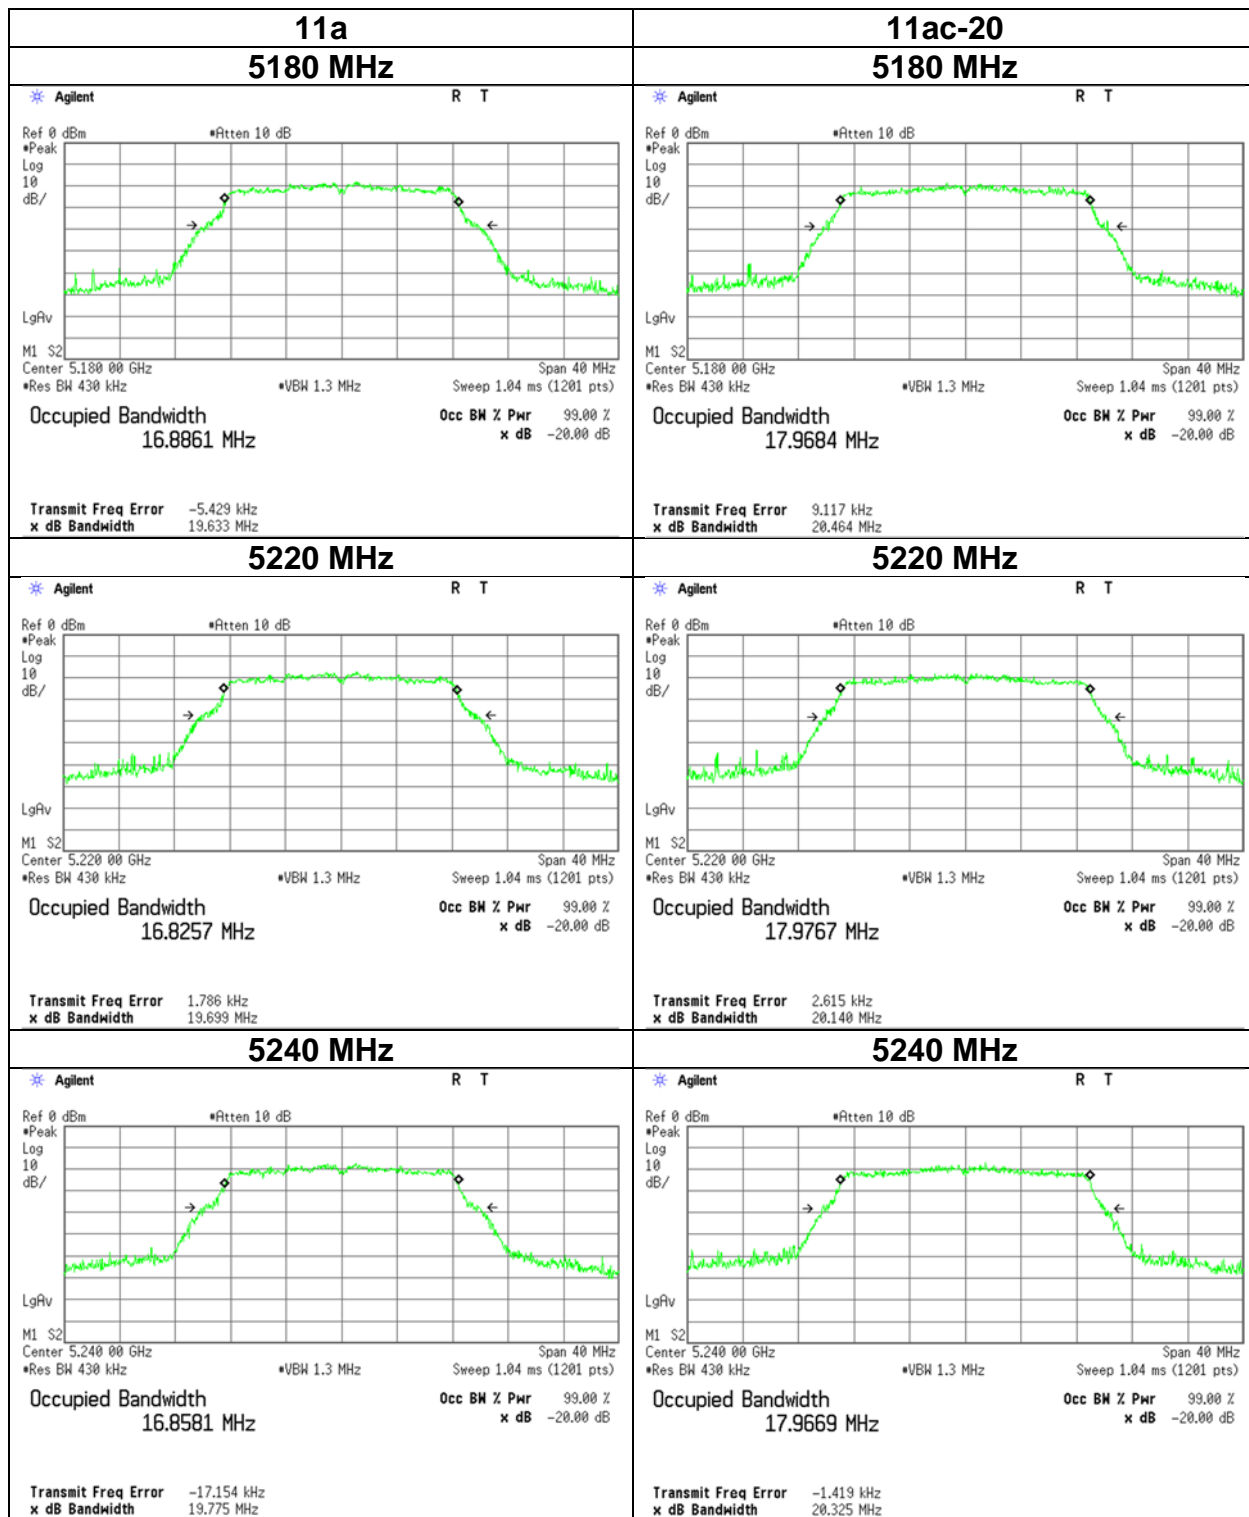 11a
11ac-20
5180 MHz
5180 MHz
Agilent R T
Ref 0 dBm #Atten 10 dB
#Peak
Log
10
dB/
LgAv
M1 S2
Center 5.180 00 GHz Span 40 MHz
#Res BW 430 kHz #VBW 1.3 MHz Sweep 1.04 ms (1201 pts)
Occupied Bandwidth Occ BW % Pwr 99.00 %
16.8861 MHz x dB -20.00 dB
Transmit Freq Error -5.429 kHz
x dB Bandwidth 19.633 MHz
Agilent R T
Ref 0 dBm #Atten 10 dB
#Peak
Log
10
dB/
LgAv
M1 S2
Center 5.180 00 GHz Span 40 MHz
#Res BW 430 kHz #VBW 1.3 MHz Sweep 1.04 ms (1201 pts)
Occupied Bandwidth Occ BW % Pwr 99.00 %
17.9684 MHz x dB -20.00 dB
Transmit Freq Error 9.117 kHz
x dB Bandwidth 20.464 MHz
5220 MHz
5220 MHz
Agilent R T
Ref 0 dBm #Atten 10 dB
#Peak
Log
10
dB/
LgAv
M1 S2
Center 5.220 00 GHz Span 40 MHz
#Res BW 430 kHz #VBW 1.3 MHz Sweep 1.04 ms (1201 pts)
Occupied Bandwidth Occ BW % Pwr 99.00 %
16.8257 MHz x dB -20.00 dB
Transmit Freq Error 1.786 kHz
x dB Bandwidth 19.699 MHz
Agilent R T
Ref 0 dBm #Atten 10 dB
#Peak
Log
10
dB/
LgAv
M1 S2
Center 5.220 00 GHz Span 40 MHz
#Res BW 430 kHz #VBW 1.3 MHz Sweep 1.04 ms (1201 pts)
Occupied Bandwidth Occ BW % Pwr 99.00 %
17.9767 MHz x dB -20.00 dB
Transmit Freq Error 2.615 kHz
x dB Bandwidth 20.140 MHz
5240 MHz
5240 MHz
Agilent R T
Ref 0 dBm #Atten 10 dB
#Peak
Log
10
dB/
LgAv
M1 S2
Center 5.240 00 GHz Span 40 MHz
#Res BW 430 kHz #VBW 1.3 MHz Sweep 1.04 ms (1201 pts)
Occupied Bandwidth Occ BW % Pwr 99.00 %
16.8581 MHz x dB -20.00 dB
Transmit Freq Error -17.154 kHz
x dB Bandwidth 19.775 MHz
Agilent R T
Ref 0 dBm #Atten 10 dB
#Peak
Log
10
dB/
LgAv
M1 S2
Center 5.240 00 GHz Span 40 MHz
#Res BW 430 kHz #VBW 1.3 MHz Sweep 1.04 ms (1201 pts)
Occupied Bandwidth Occ BW % Pwr 99.00 %
17.9669 MHz x dB -20.00 dB
Transmit Freq Error -1.419 kHz
x dB Bandwidth 20.325 MHz